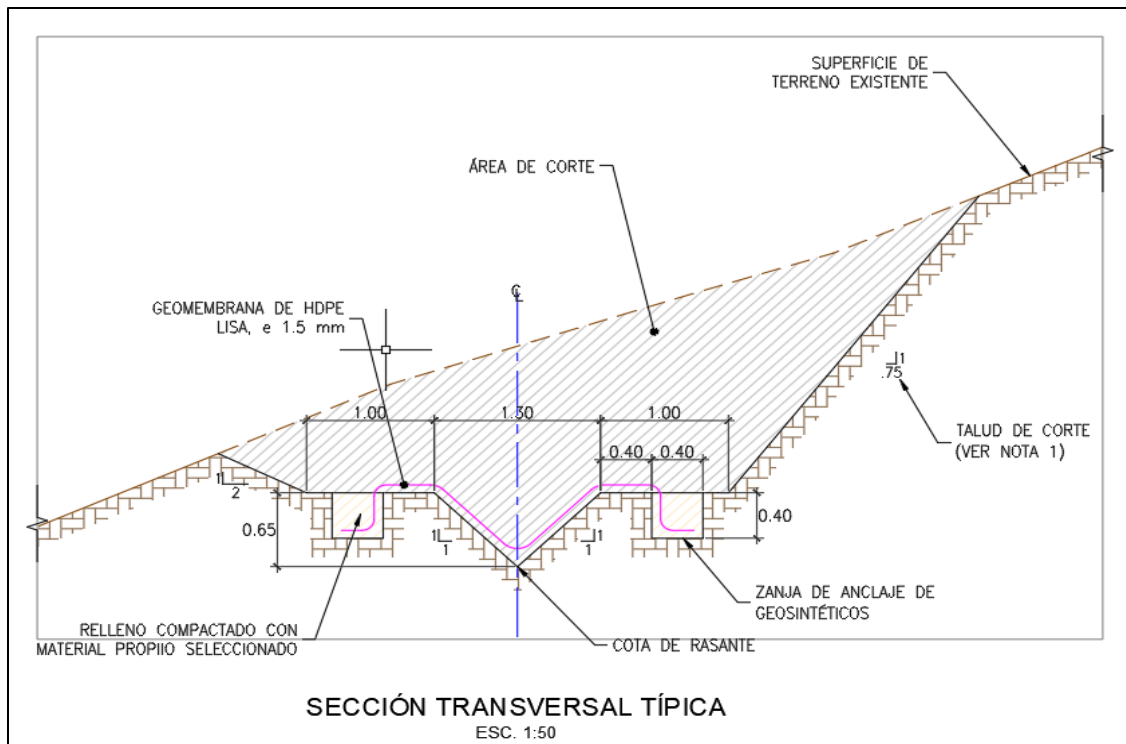 SUPERFICIE DE
TERRENO EXISTENTE
ÁREA DE CORTE
GEOMEMBRANA DE HDPE
LISA, e 1.5 mm
℄
1
.75
1.00
1.30
1.00
0.40
0.40
TALUD DE CORTE
(VER NOTA 1)
1
2
0.65
1
1
1
1
0.40
ZANJA DE ANCLAJE DE
GEOSINTÉTICOS
RELLENO COMPACTADO CON
MATERIAL PROPIIO SELECCIONADO
COTA DE RASANTE
SECCIÓN TRANSVERSAL TÍPICA
ESC. 1:50